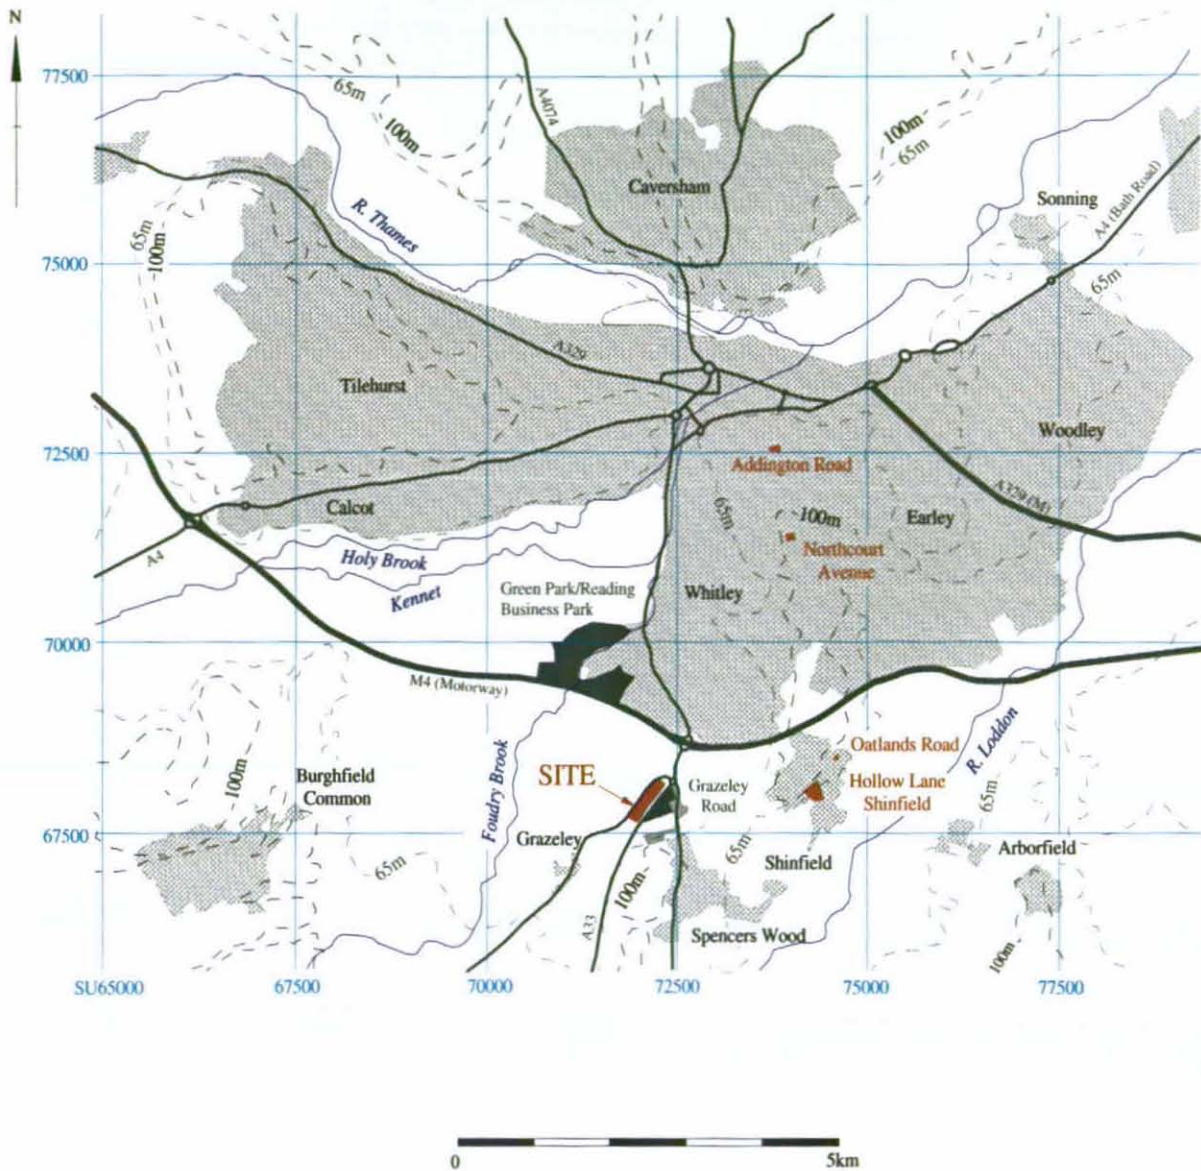 N
77500
65m
A4074
100m
100m
65m
Caversham
Sonning
A4 (Bath Road)
R. Thames
65m
100m
75000
65m
A329
Tilehurst
Woodley
72500
Addington Road
A329 (M)
Calcot
65m
100m
Earley
A4
Holy Brook
Northcourt
Avenue
Kennet
Green Park/Reading
Business Park
Whitley
70000
M4 (Motorway)
R. Loddon
Oatlands Road
Foudry Brook
SITE
Grazeley
Road
Hollow Lane
Shinfield
100m
Burghfield
Common
65m
67500
Grazeley
65m
Shinfield
Arborfield
65m
100m
A33
Spencers Wood
100m
SU65000
67500
70000
72500
75000
77500
0
5km